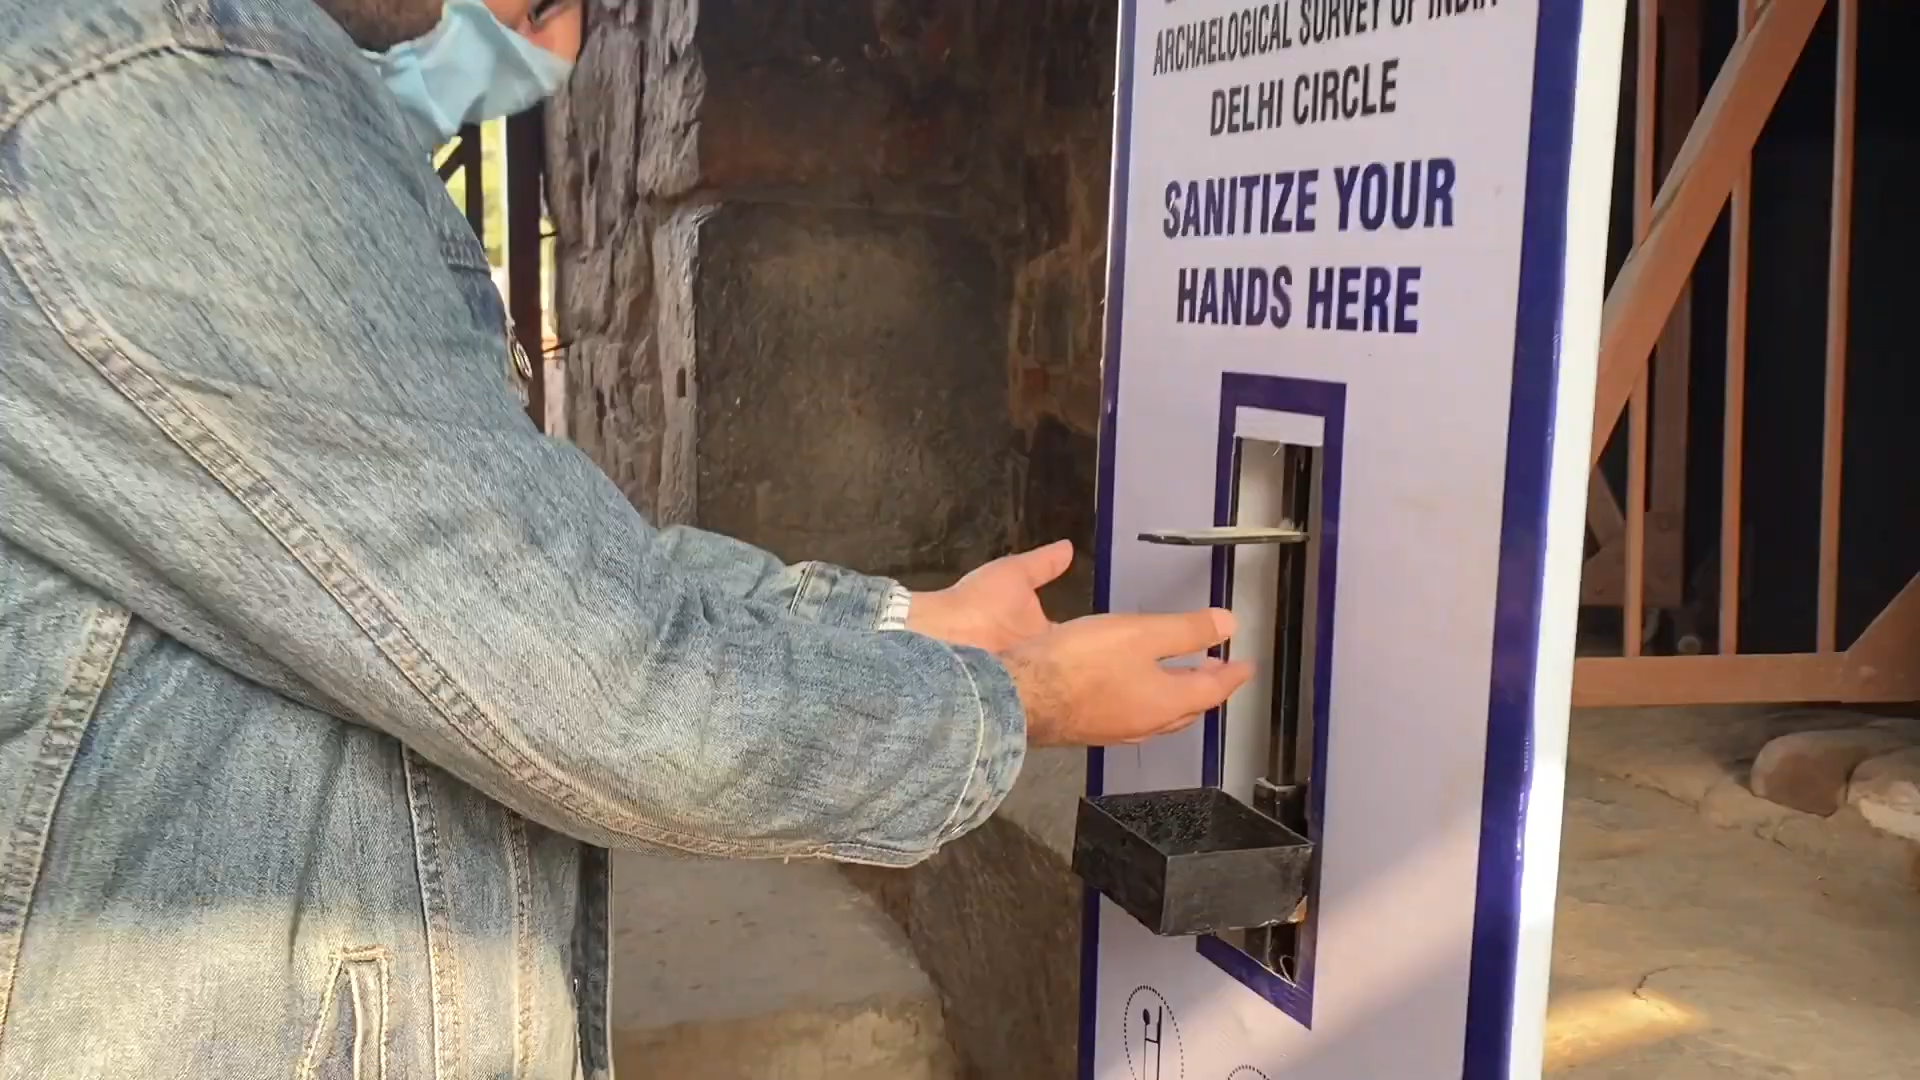 ARCHAELOGICAL SURVEY OF INDIA
DELHI CIRCLE
SANITIZE YOUR
HANDS HERE